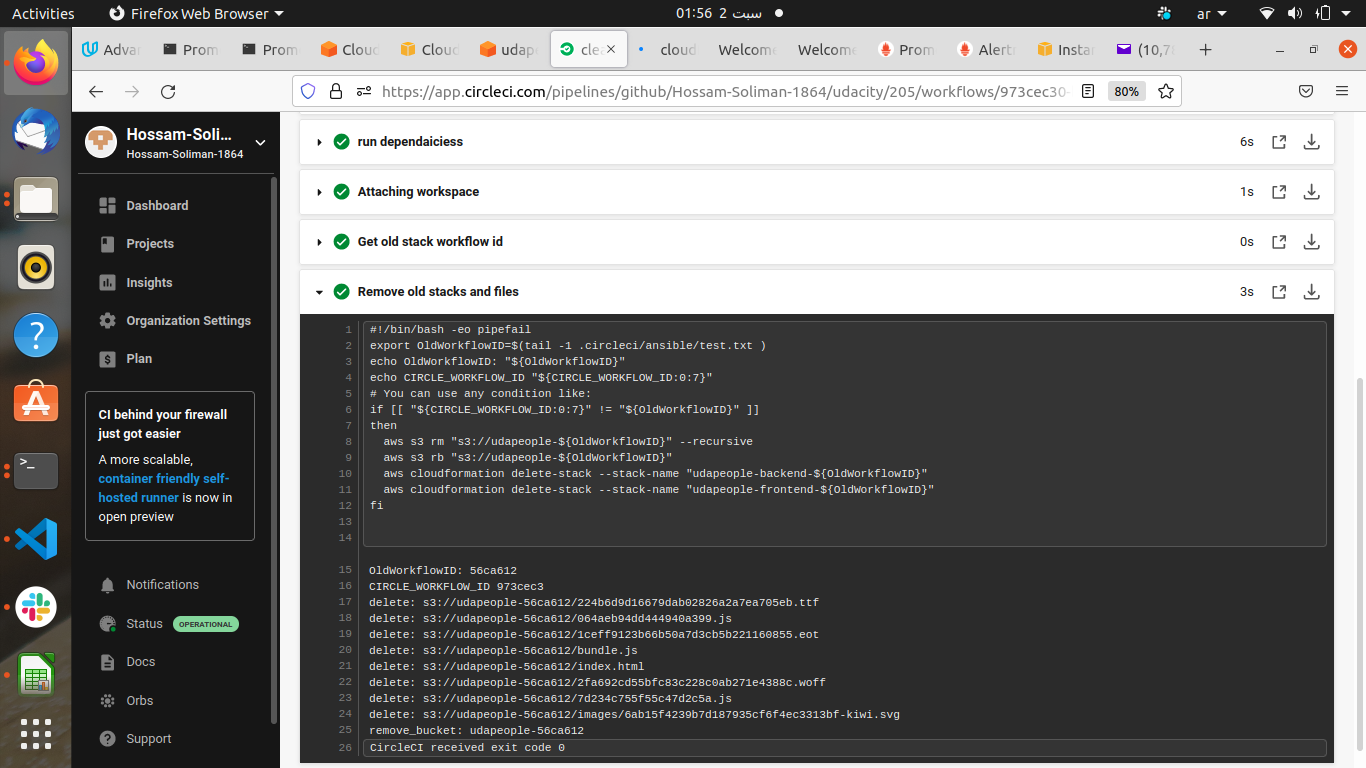 Activities
Firefox Web Browser
01:56 2 سبت
ar
Adva
Prom
Prom
Cloud
Cloud
udap
clea
cloud
Welcome
Welcome
Prom
Alert
Insta
(10,7
https://app.circleci.com/pipelines/github/Hossam-Soliman-1864/udacity/205/workflows/973cec30-
80%
Hossam-Soli...
Hossam-Soliman-1864
Dashboard
Projects
Insights
Organization Settings
Plan
CI behind your firewall
just got easier
A more scalable,
container friendly self-
hosted runner is now in
open preview
Notifications
Status OPERATIONAL
Docs
Orbs
Support
run dependaiciess 6s
Attaching workspace 1s
Get old stack workflow id 0s
Remove old stacks and files 3s
1 #!/bin/bash -eo pipefail
2 export OldWorkflowID=$(tail -1 .circleci/ansible/test.txt )
3 echo OldWorkflowID: "${OldWorkflowID}"
4 echo CIRCLE_WORKFLOW_ID "${CIRCLE_WORKFLOW_ID:0:7}"
5 # You can use any condition like:
6 if [[ "${CIRCLE_WORKFLOW_ID:0:7}" != "${OldWorkflowID}" ]]
7 then
8 aws s3 rm "s3://udapeople-${OldWorkflowID}" --recursive
9 aws s3 rb "s3://udapeople-${OldWorkflowID}"
10 aws cloudformation delete-stack --stack-name "udapeople-backend-${OldWorkflowID}"
11 aws cloudformation delete-stack --stack-name "udapeople-frontend-${OldWorkflowID}"
12 fi
13
14
15 OldWorkflowID: 56ca612
16 CIRCLE_WORKFLOW_ID 973cec3
17 delete: s3://udapeople-56ca612/224b6d9d16679dab02826a2a7ea705eb.ttf
18 delete: s3://udapeople-56ca612/064aeb94dd444940a399.js
19 delete: s3://udapeople-56ca612/1ceff9123b66b50a7d3cb5b221160855.eot
20 delete: s3://udapeople-56ca612/bundle.js
21 delete: s3://udapeople-56ca612/index.html
22 delete: s3://udapeople-56ca612/2fa692cd55bfc83c228c0ab271e4388c.woff
23 delete: s3://udapeople-56ca612/7d234c755f55c47d2c5a.js
24 delete: s3://udapeople-56ca612/images/6ab15f4239b7d187935cf6f4ec3313bf-kiwi.svg
25 remove_bucket: udapeople-56ca612
26 CircleCI received exit code 0